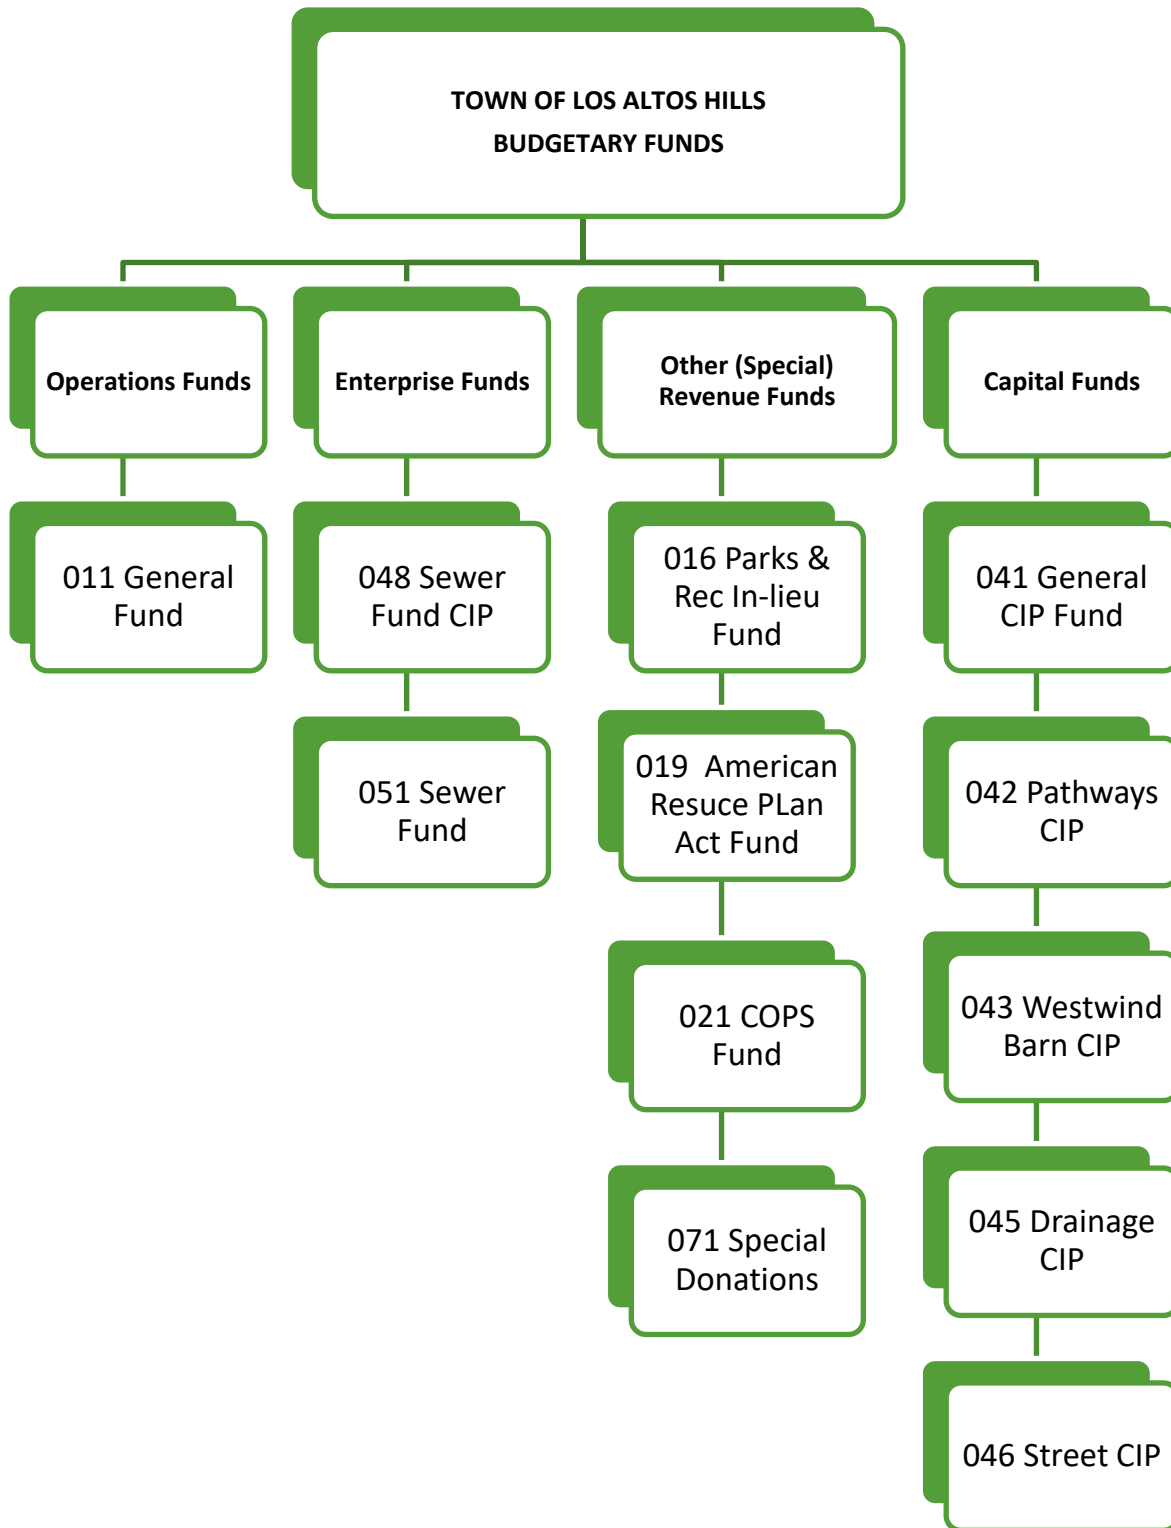 TOWN OF LOS ALTOS HILLS
BUDGETARY FUNDS
Operations Funds
011 General
Fund
Enterprise Funds
048 Sewer
Fund CIP
051 Sewer
Fund
Other (Special)
Revenue Funds
016 Parks &
Rec In-lieu
Fund
019  American
Resuce PLan
Act Fund
021 COPS
Fund
071 Special
Donations
Capital Funds
041 General
CIP Fund
042 Pathways
CIP
043 Westwind
Barn CIP
045 Drainage
CIP
046 Street CIP